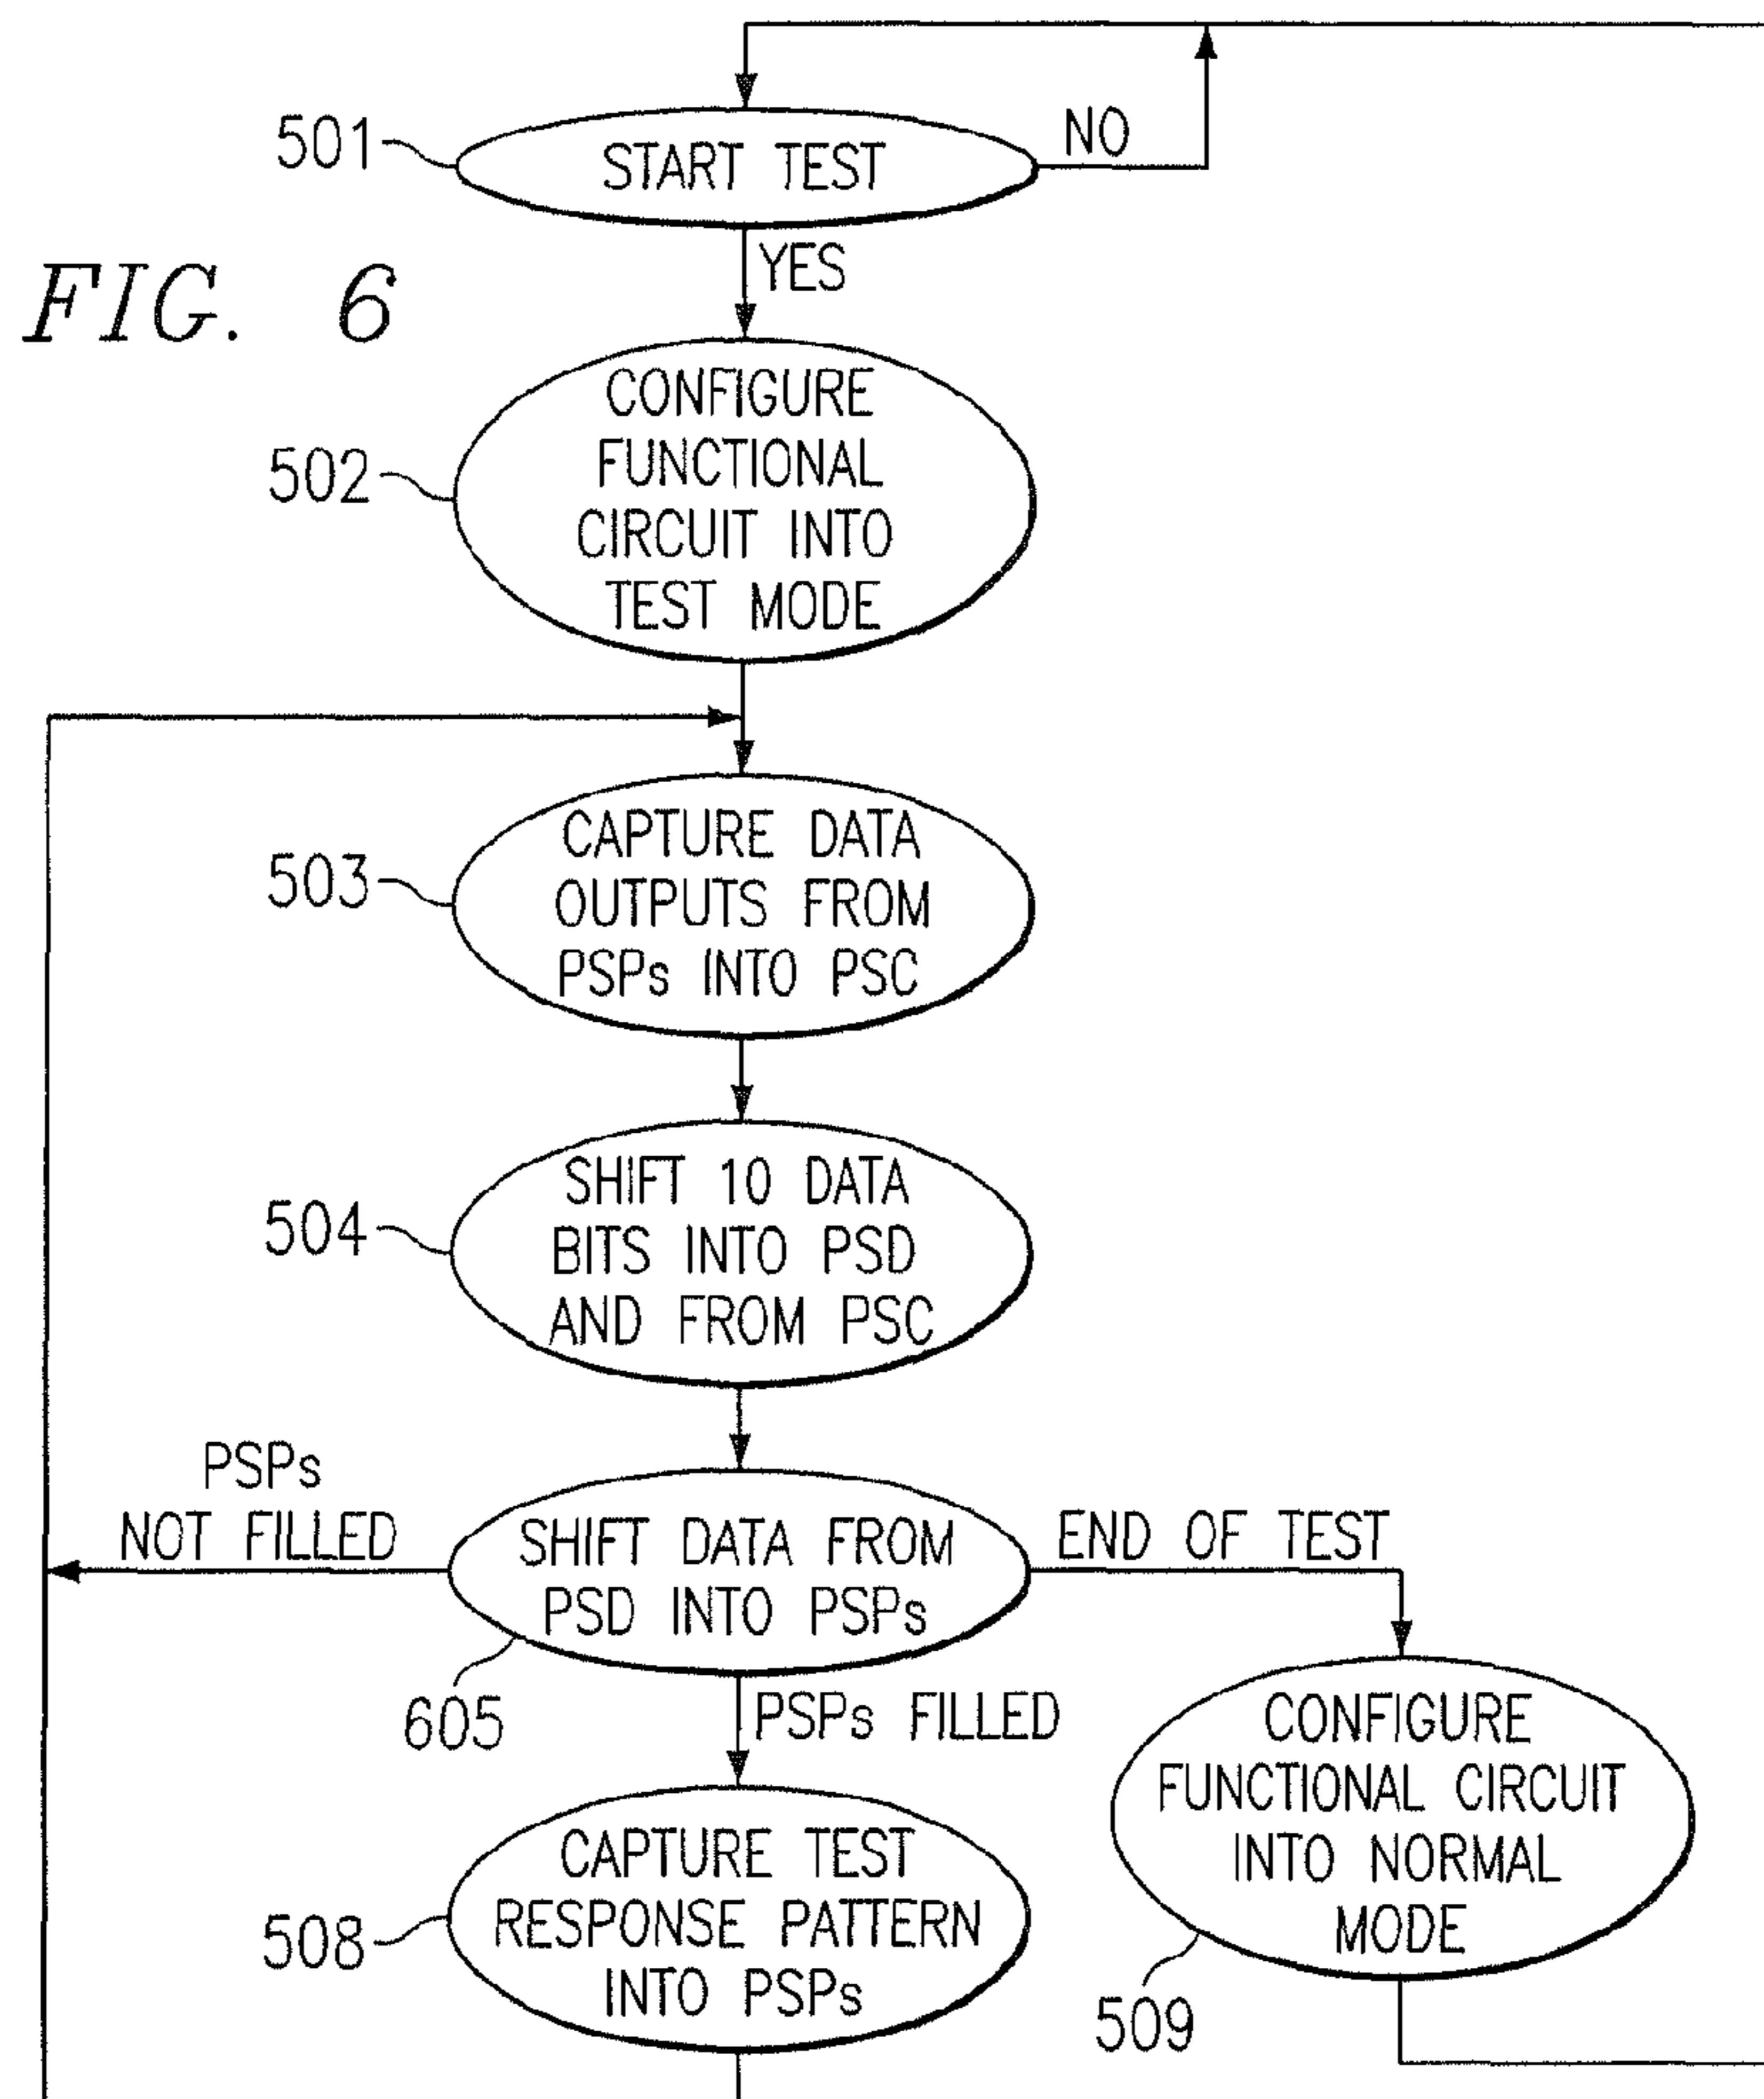 501
START TEST
NO
YES
FIG. 6
502
CONFIGURE
FUNCTIONAL
CIRCUIT INTO
TEST MODE
503
CAPTURE DATA
OUTPUTS FROM
PSPs INTO PSC
504
SHIFT 10 DATA
BITS INTO PSD
AND FROM PSC
PSPs
NOT FILLED
SHIFT DATA FROM
PSD INTO PSPs
END OF TEST
605
PSPs FILLED
CONFIGURE
FUNCTIONAL CIRCUIT
INTO NORMAL
MODE
508
CAPTURE TEST
RESPONSE PATTERN
INTO PSPs
509